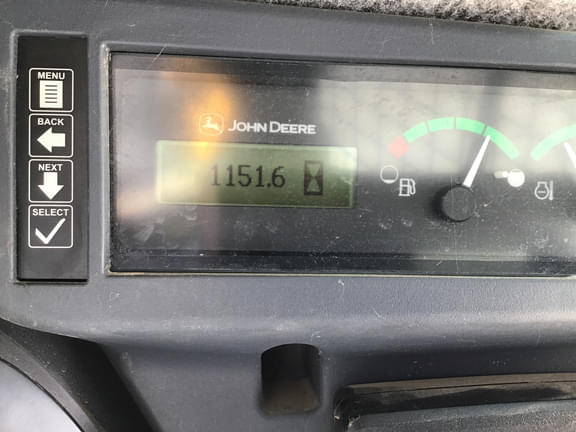 MENU
BACK
NEXT
SELECT
JOHN DEERE
1151.6